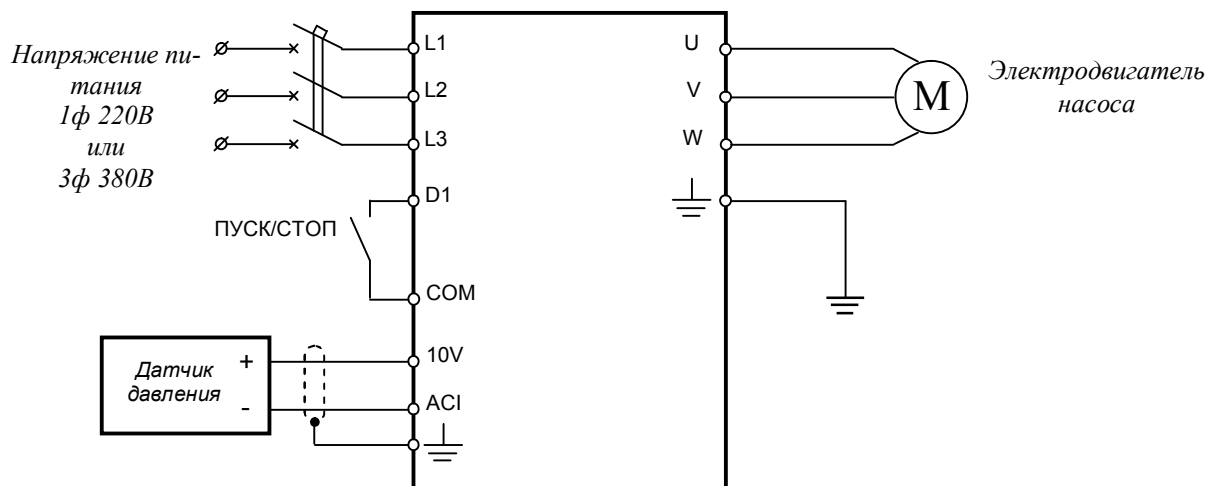 Напряжение пи-
тания
1ф 220В
или
3ф 380В
L1
L2
L3
D1
ПУСК/СТОП
COM
Датчик
давления
+
-
10V
ACI
U
V
W
M
Электродвигатель
насоса